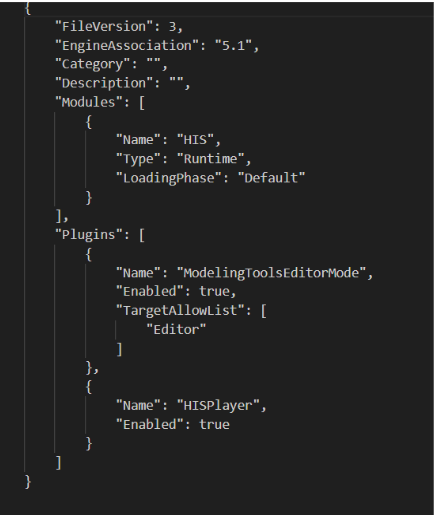 {
"FileVersion": 3,
"EngineAssociation": "5.1",
"Category": "",
"Description": "",
"Modules": [
{
"Name": "HIS",
"Type": "Runtime",
"LoadingPhase": "Default"
}
],
"Plugins": [
{
"Name": "ModelingToolsEditorMode",
"Enabled": true,
"TargetAllowList": [
"Editor"
]
},
{
"Name": "HISPlayer",
"Enabled": true
}
]
}